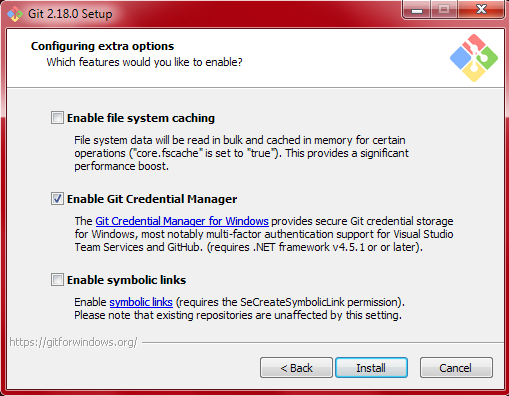 Git 2.18.0 Setup
Configuring extra options
Which features would you like to enable?
Enable file system caching
File system data will be read in bulk and cached in memory for certain
operations ("core.fscache" is set to "true"). This provides a significant
performance boost.
Enable Git Credential Manager
The Git Credential Manager for Windows provides secure Git credential storage
for Windows, most notably multi-factor authentication support for Visual Studio
Team Services and GitHub. (requires .NET framework v4.5.1 or or later).
Enable symbolic links
Enable symbolic links (requires the SeCreateSymbolicLink permission).
Please note that existing repositories are unaffected by this setting.
https://gitforwindows.org/
< Back Install Cancel